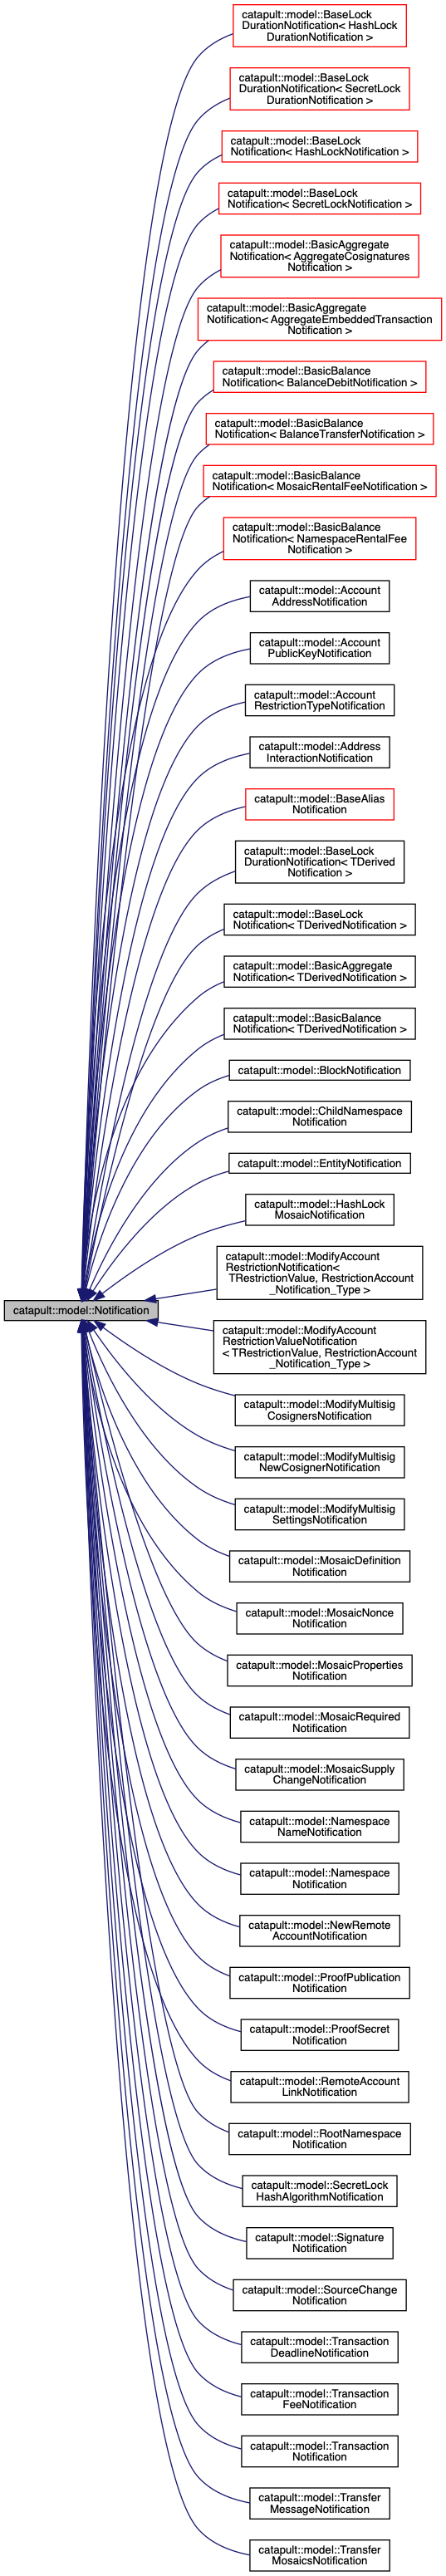 catapult::model::BaseLock
DurationNotification< HashLock
DurationNotification >
catapult::model::BaseLock
DurationNotification< SecretLock
DurationNotification >
catapult::model::BaseLock
Notification< HashLockNotification >
catapult::model::BaseLock
Notification< SecretLockNotification >
catapult::model::BasicAggregate
Notification< AggregateCosignatures
Notification >
catapult::model::BasicAggregate
Notification< AggregateEmbeddedTransaction
Notification >
catapult::model::BasicBalance
Notification< BalanceDebitNotification >
catapult::model::BasicBalance
Notification< BalanceTransferNotification >
catapult::model::BasicBalance
Notification< MosaicRentalFeeNotification >
catapult::model::BasicBalance
Notification< NamespaceRentalFee
Notification >
catapult::model::Account
AddressNotification
catapult::model::Account
PublicKeyNotification
catapult::model::Account
RestrictionTypeNotification
catapult::model::Address
InteractionNotification
catapult::model::BaseAlias
Notification
catapult::model::BaseLock
DurationNotification< TDerived
Notification >
catapult::model::BaseLock
Notification< TDerivedNotification >
catapult::model::BasicAggregate
Notification< TDerivedNotification >
catapult::model::BasicBalance
Notification< TDerivedNotification >
catapult::model::BlockNotification
catapult::model::ChildNamespace
Notification
catapult::model::EntityNotification
catapult::model::HashLock
MosaicNotification
catapult::model::ModifyAccount
RestrictionNotification<
TRestrictionValue, RestrictionAccount
_Notification_Type >
catapult::model::Notification
catapult::model::ModifyAccount
RestrictionValueNotification
< TRestrictionValue, RestrictionAccount
_Notification_Type >
catapult::model::ModifyMultisig
CosignersNotification
catapult::model::ModifyMultisig
NewCosignerNotification
catapult::model::ModifyMultisig
SettingsNotification
catapult::model::MosaicDefinition
Notification
catapult::model::MosaicNonce
Notification
catapult::model::MosaicProperties
Notification
catapult::model::MosaicRequired
Notification
catapult::model::MosaicSupply
ChangeNotification
catapult::model::Namespace
NameNotification
catapult::model::Namespace
Notification
catapult::model::NewRemote
AccountNotification
catapult::model::ProofPublication
Notification
catapult::model::ProofSecret
Notification
catapult::model::RemoteAccount
LinkNotification
catapult::model::RootNamespace
Notification
catapult::model::SecretLock
HashAlgorithmNotification
catapult::model::Signature
Notification
catapult::model::SourceChange
Notification
catapult::model::Transaction
DeadlineNotification
catapult::model::Transaction
FeeNotification
catapult::model::Transaction
Notification
catapult::model::Transfer
MessageNotification
catapult::model::Transfer
MosaicsNotification